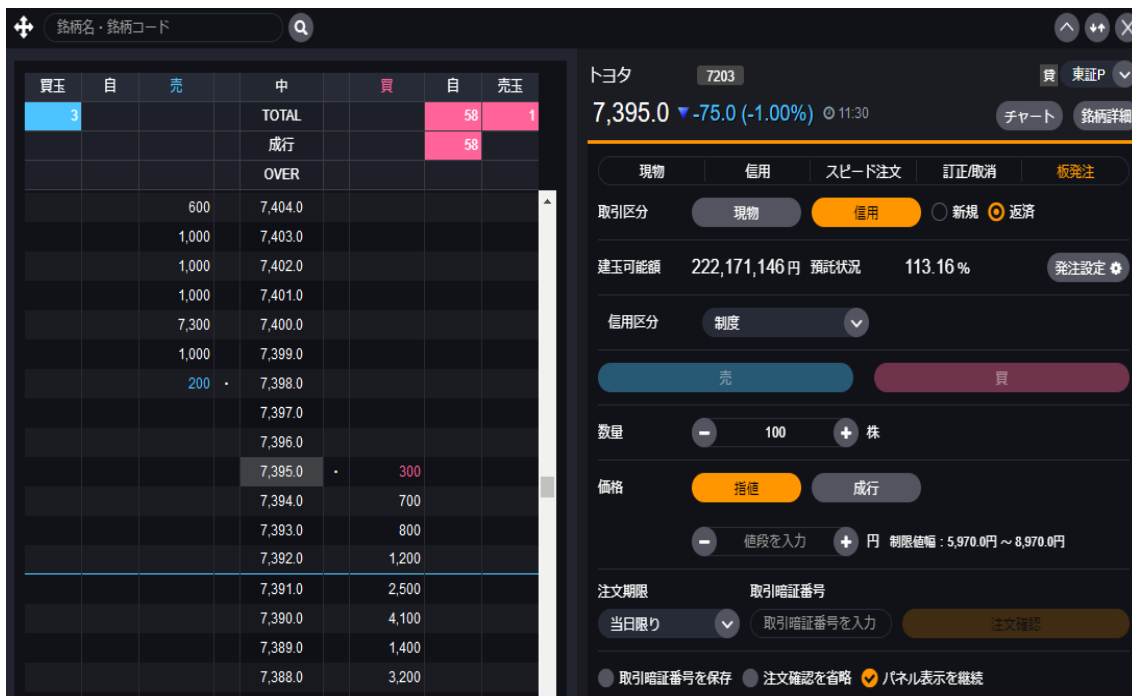 銘柄名・銘柄コード
買玉 自 売 中 買 自 売玉
3 TOTAL 58 1
成行 58
OVER
600 7,404.0
1,000 7,403.0
1,000 7,402.0
1,000 7,401.0
7,300 7,400.0
1,000 7,399.0
200 7,398.0
7,397.0
7,396.0
7,395.0 300
7,394.0 700
7,393.0 800
7,392.0 1,200
7,391.0 2,500
7,390.0 4,100
7,389.0 1,400
7,388.0 3,200
トヨタ 7203 貸 東証P
7,395.0 ▼-75.0 (-1.00%) 11:30 チャート 銘柄詳細
現物 信用 スピード注文 訂正/取消 板発注
取引区分 現物 信用 新規 返済
建玉可能額 222,171,146 円 預託状況 113.16 % 発注設定
信用区分 制度
売 買
数量 - 100 + 株
価格 指値 成行
- 値段を入力 + 円 制限値幅 : 5,970.0円 ~ 8,970.0円
注文期限 取引暗証番号
当日限り 取引暗証番号を入力 注文確認
取引暗証番号を保存 注文確認を省略 パネル表示を継続